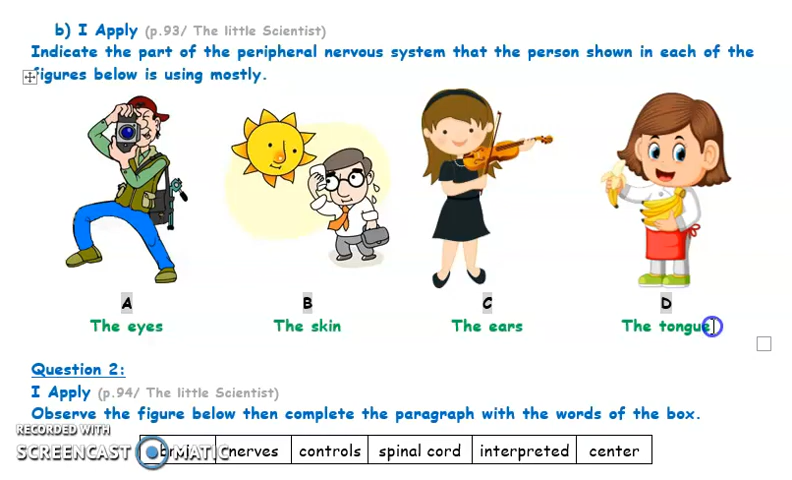 b) I Apply (p.93/ The little Scientist)
Indicate the part of the peripheral nervous system that the person shown in each of the
figures below is using mostly.
A B C D
The eyes The skin The ears The tongue
Question 2:
I Apply (p.94/ The little Scientist)
Observe the figure below then complete the paragraph with the words of the box.
RECORDED WITH
SCREENCAST MATIC
nerves controls spinal cord interpreted center